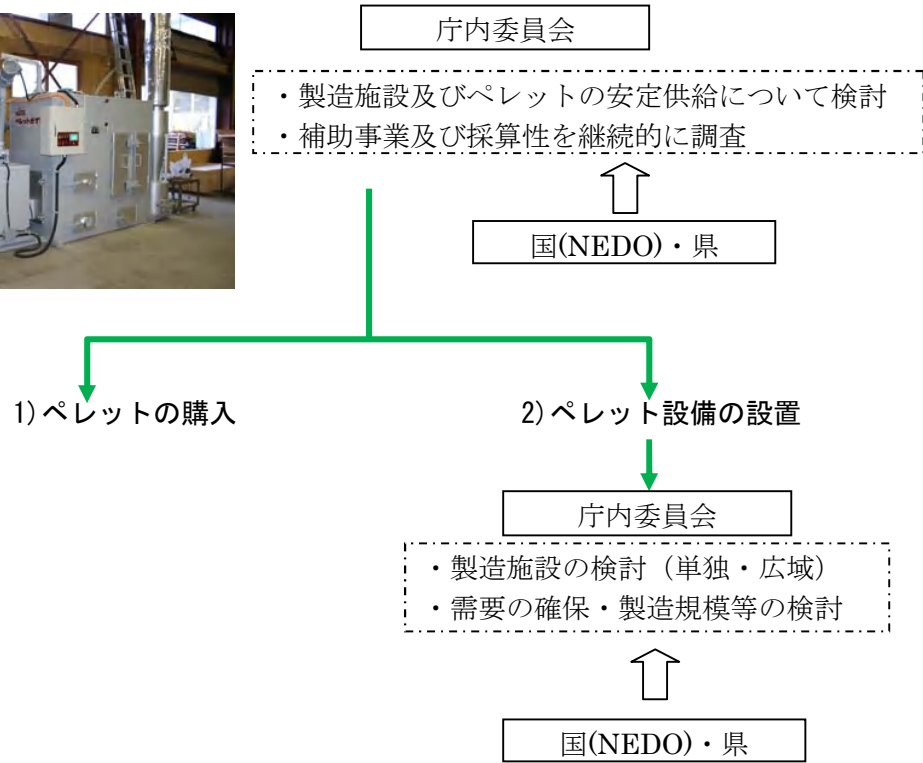 庁内委員会
・製造施設及びペレットの安定供給について検討
・補助事業及び採算性を継続的に調査
国(NEDO)・県
1)ペレットの購入
2)ペレット設備の設置
庁内委員会
・製造施設の検討（単独・広域）
・需要の確保・製造規模等の検討
国(NEDO)・県